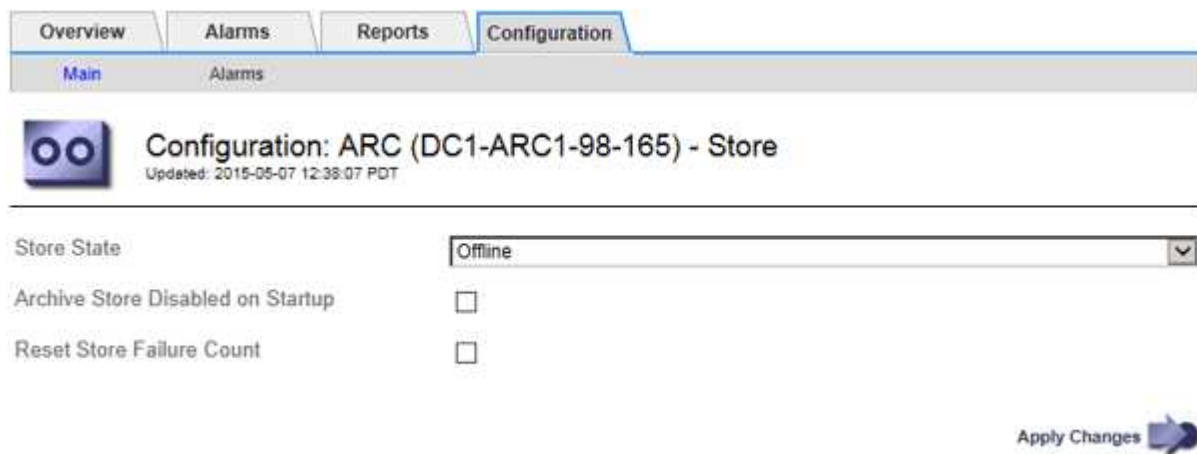 Overview Alarms Reports Configuration
Main Alarms
Configuration: ARC (DC1-ARC1-98-165) - Store
Updated: 2015-05-07 12:38:07 PDT
Store State Offline
Archive Store Disabled on Startup
Reset Store Failure Count
Apply Changes